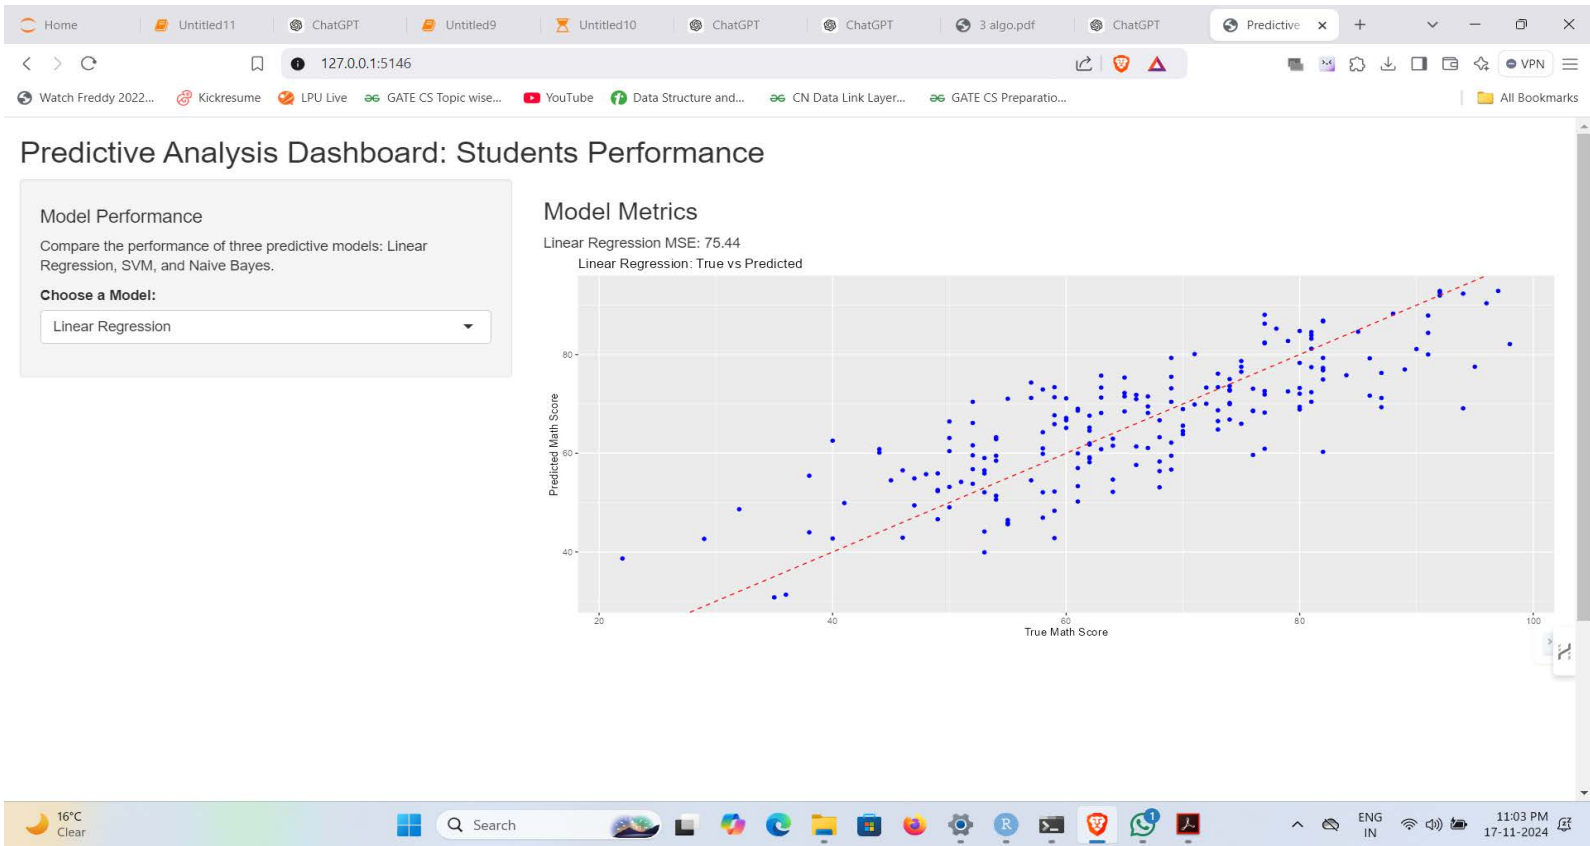 Home
Untitled11
ChatGPT
Untitled9
Untitled10
ChatGPT
ChatGPT
3 algo.pdf
ChatGPT
Predictive
127.0.0.1:5146
VPN
Watch Freddy 2022...
Kickresume
LPU Live
GATE CS Topic wise...
YouTube
Data Structure and...
CN Data Link Layer...
GATE CS Preparatio...
All Bookmarks
Predictive Analysis Dashboard: Students Performance
Model Performance
Compare the performance of three predictive models: Linear
Regression, SVM, and Naive Bayes.
Choose a Model:
Linear Regression
Model Metrics
Linear Regression MSE: 75.44
Linear Regression: True vs Predicted
Predicted Math Score
80
60
40
20
40
60
80
100
True Math Score
16°C
Clear
Search
R
1
ENG
IN
11:03 PM
17-11-2024